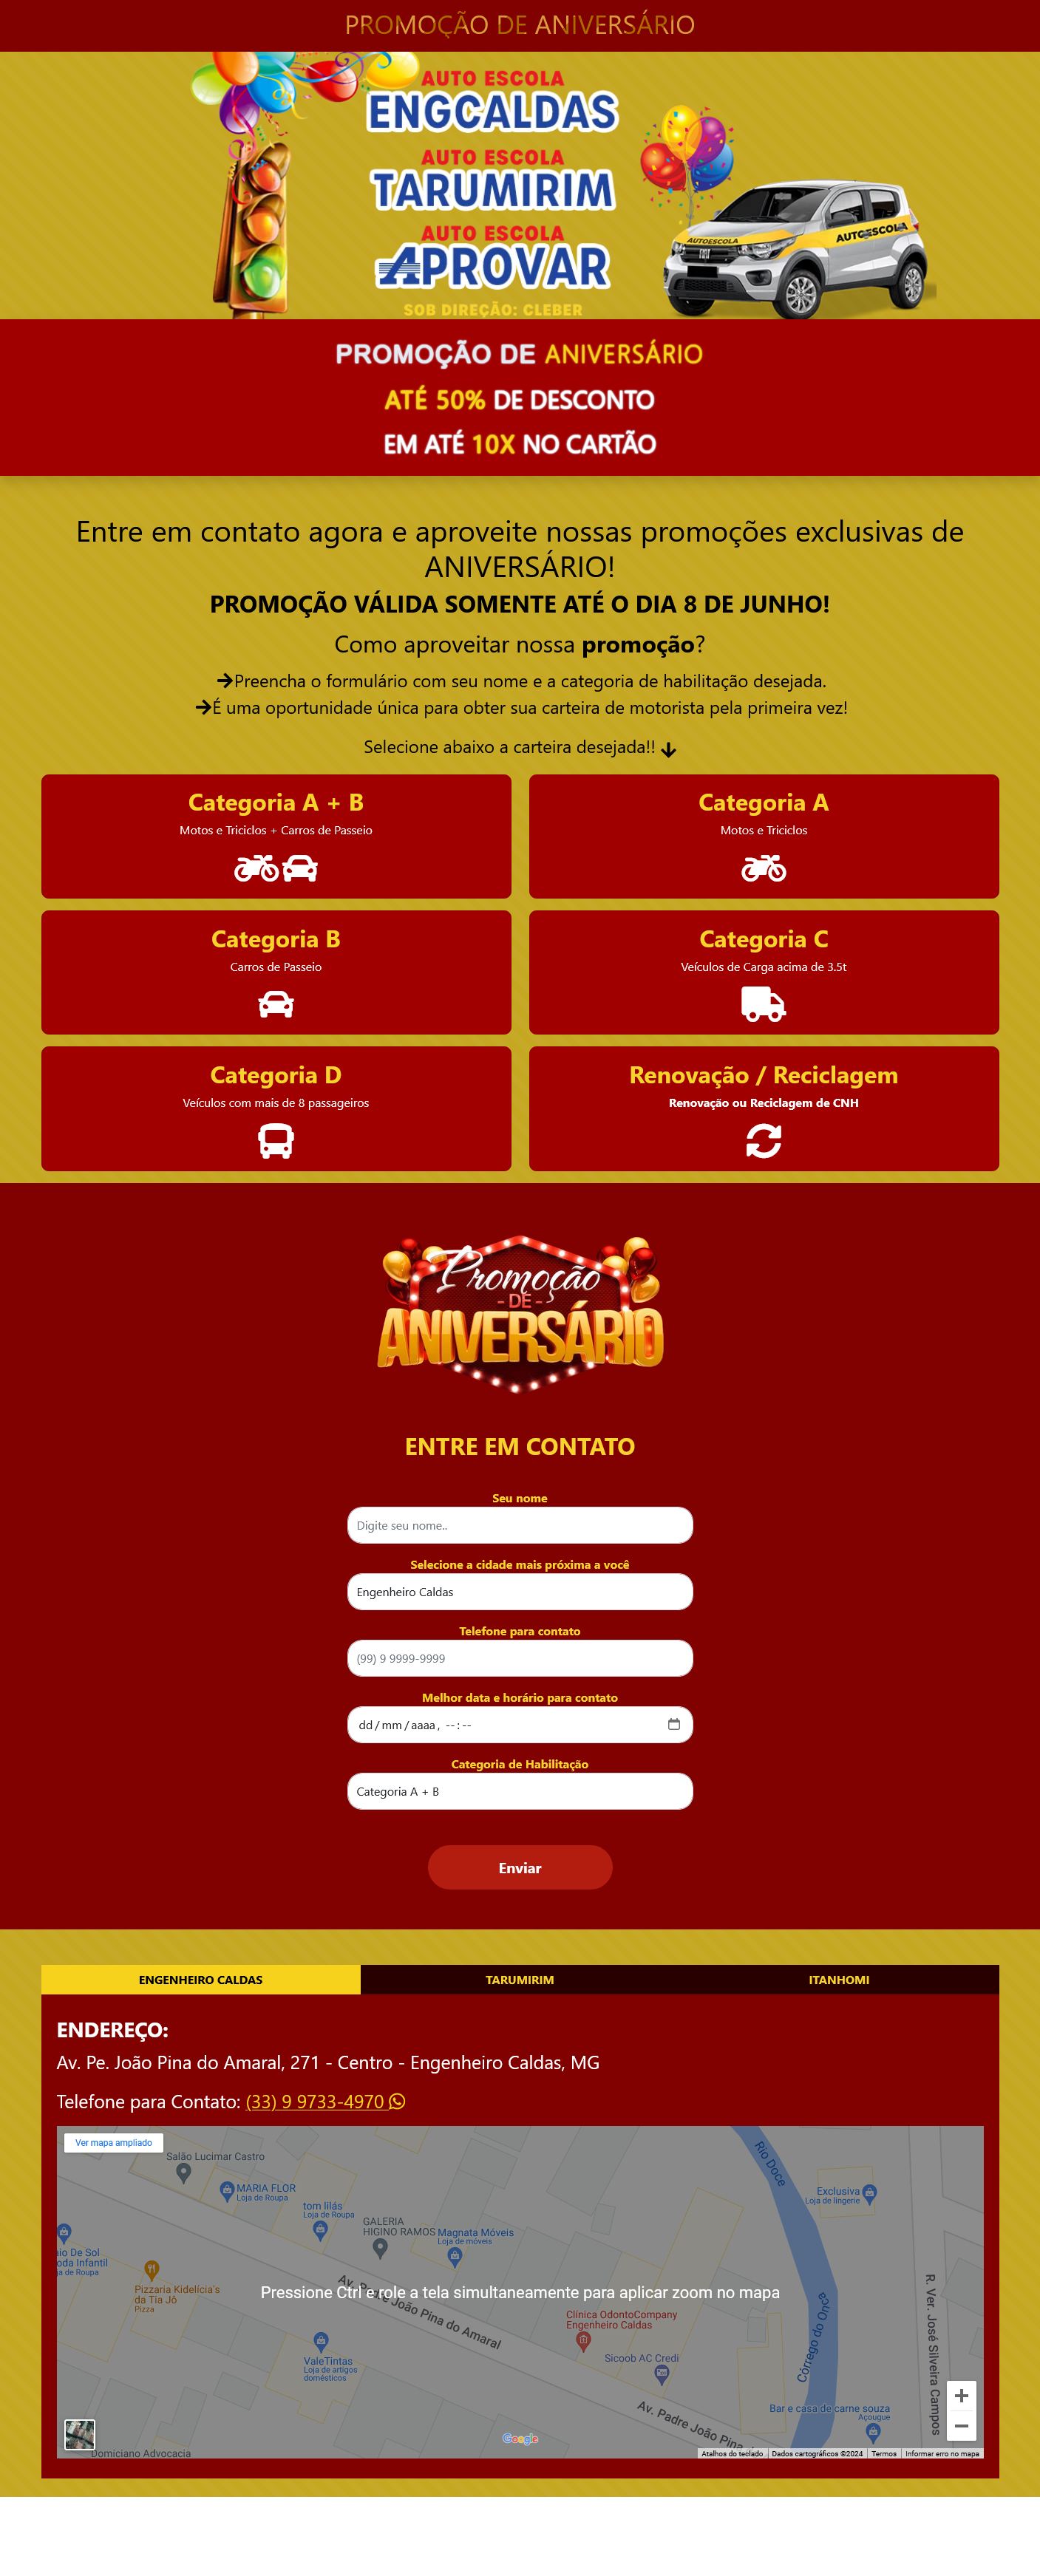 PROMOÇÃO DE ANIVERSÁRIO
AUTO ESCOLA
ENGCALDAS
AUTO ESCOLA
TARUMIRIM
AUTO ESCOLA
APROVAR
SOB DIREÇÃO: CLEBER
AUTOESCOLA
AUTOESCOLA
PROMOÇÃO DE ANIVERSÁRIO
ATÉ 50% DE DESCONTO
EM ATÉ 10X NO CARTÃO
Entre em contato agora e aproveite nossas promoções exclusivas de
ANIVERSÁRIO!
PROMOÇÃO VÁLIDA SOMENTE ATÉ O DIA 8 DE JUNHO!
Como aproveitar nossa promoção?
Preencha o formulário com seu nome e a categoria de habilitação desejada.
É uma oportunidade única para obter sua carteira de motorista pela primeira vez!
Selecione abaixo a carteira desejada!!
Categoria A + B
Motos e Triciclos + Carros de Passeio
Categoria A
Motos e Triciclos
Categoria B
Carros de Passeio
Categoria C
Veículos de Carga acima de 3.5t
Categoria D
Veículos com mais de 8 passageiros
Renovação / Reciclagem
Renovação ou Reciclagem de CNH
Promoção
- DE -
ANIVERSÁRIO
ENTRE EM CONTATO
Seu nome
Digite seu nome..
Selecione a cidade mais próxima a você
Engenheiro Caldas
Telefone para contato
(99) 9 9999-9999
Melhor data e horário para contato
dd/mm/aaaa, --:--
Categoria de Habilitação
Categoria A + B
Enviar
ENGENHEIRO CALDAS
TARUMIRIM
ITANHOMI
ENDEREÇO:
Av. Pe. João Pina do Amaral, 271 - Centro - Engenheiro Caldas, MG
Telefone para Contato: (33) 9 9733-4970
Ver mapa ampliado
Salão Lucimar Castro
MARIA FLOR
Loja de Roupa
tom lilás
Loja de Roupa
GALERIA
HIGINO RAMOS
Magnata Móveis
Loja de móveis
Rio Doce
Exclusiva
Loja de lingerie
io De Sol
oda Infantil
ja de Roupa
Pizzaria Kidelícia's
da Tia Jô
Pizza
Pressione Ctrl e role a tela simultaneamente para aplicar zoom no mapa
Av. Padre João Pina do Amaral
Clinica OdontoCompany
Engenheiro Caldas
Sicoob AC Credi
Córrego do Onça
R. Ver. José Silveira Campos
ValeTintas
Loja de artigos
domésticos
Av. Padre João Pina
Bar e casa de carne souza
Açougue
Google
Domiciano Advocacia
Atalhos do teclado
Dados cartográficos ©2024
Termos
Informar erro no mapa